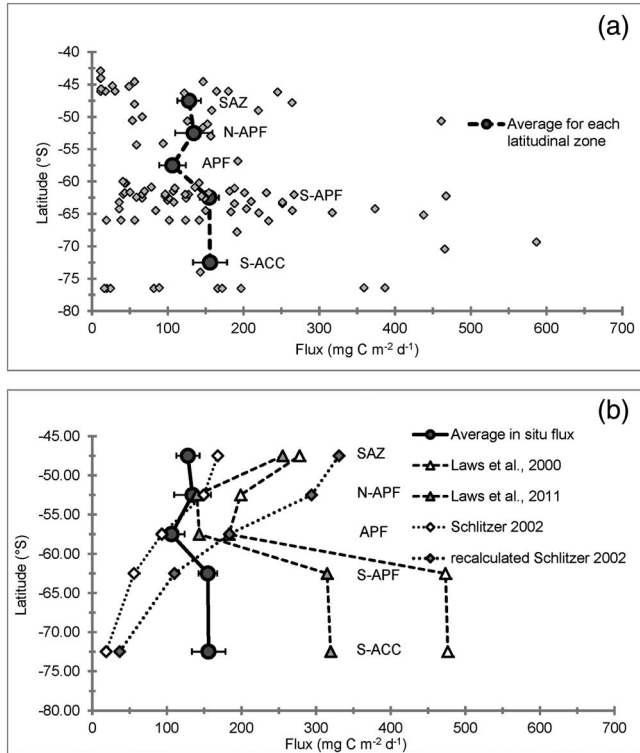 (a)
-40
-45
-50
-55
-60
-65
-70
-75
-80
Latitude (°S)
SAZ
N-APF
APF
S-APF
S-ACC
Average for each
latitudinal zone
0 100 200 300 400 500 600 700
Flux (mg C m⁻² d⁻¹)
(b)
-45.00
-50.00
-55.00
-60.00
-65.00
-70.00
-75.00
-80.00
Latitude (°S)
SAZ
N-APF
APF
S-APF
S-ACC
Average in situ flux
Laws et al., 2000
Laws et al., 2011
Schlitzer 2002
recalculated Schlitzer 2002
0 100 200 300 400 500 600 700
Flux (mg C m⁻² d⁻¹)